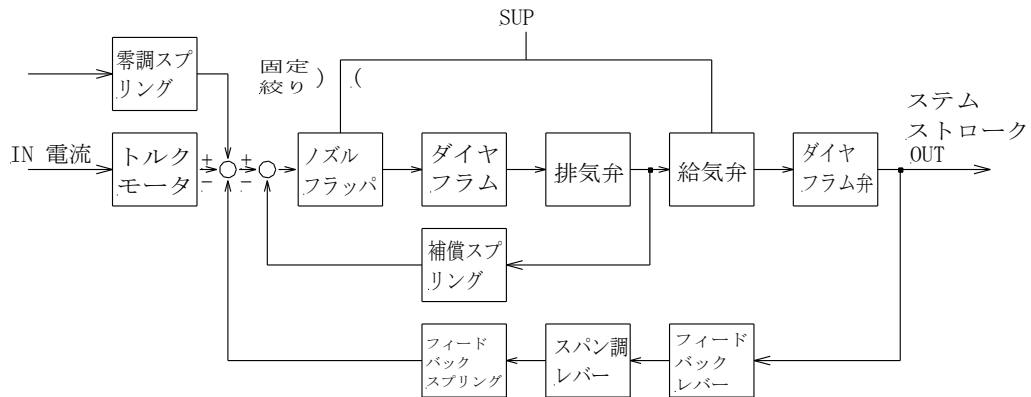 SUP
零調スプ
リング
固定
絞り
)
(
ステム
ストローク
OUT
IN 電流
トルク
モータ
+
-
+
-
ノズル
フラッパ
ダイヤ
フラム
排気弁
給気弁
ダイヤ
フラム弁
補償スプ
リング
フィード
バック
スプリング
スパン調
レバー
フィード
バック
レバー